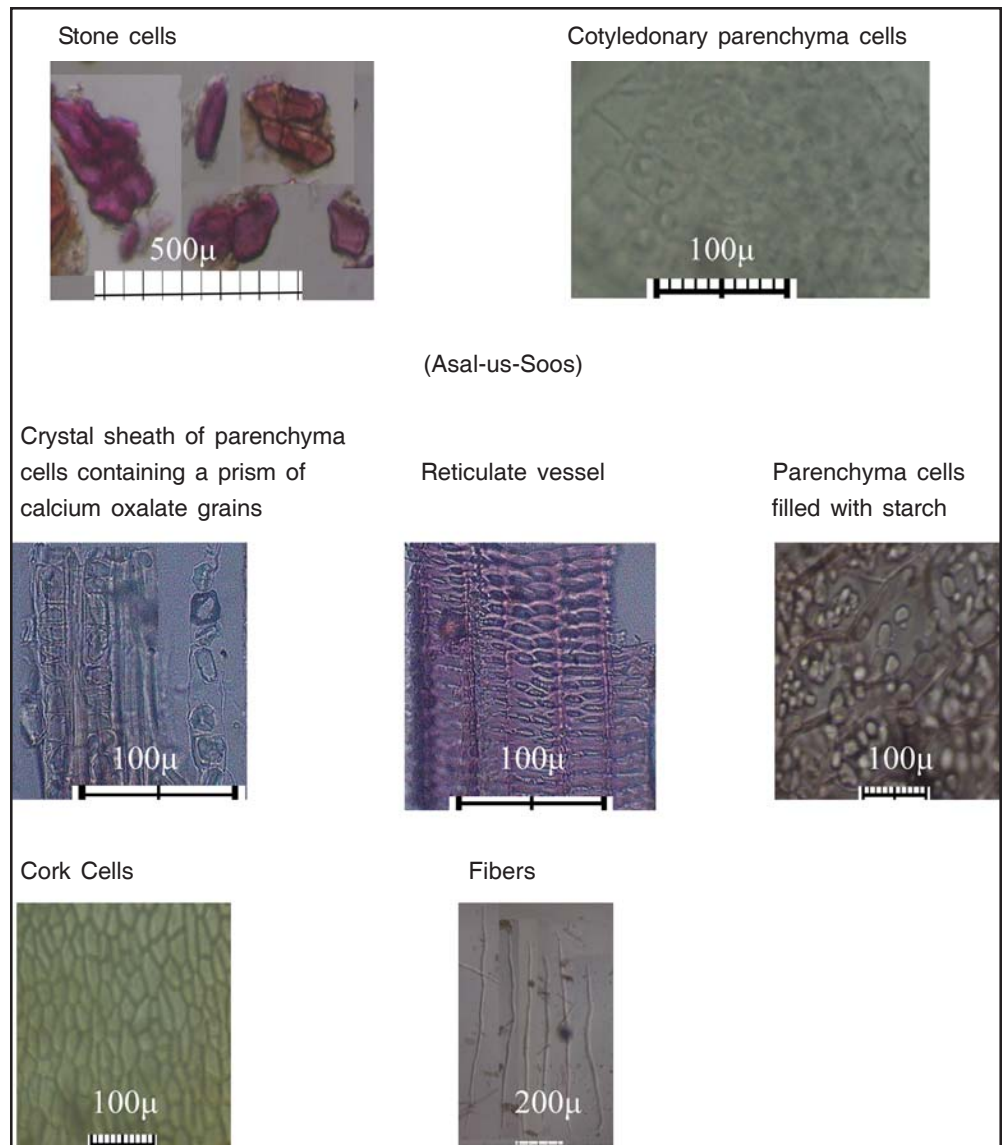 Stone cells
Cotyledonary parenchyma cells
500µ
100µ
(Asal-us-Soos)
Crystal sheath of parenchyma
cells containing a prism of
calcium oxalate grains
Reticulate vessel
Parenchyma cells
filled with starch
100µ
100µ
100µ
Cork Cells
Fibers
100µ
200µ